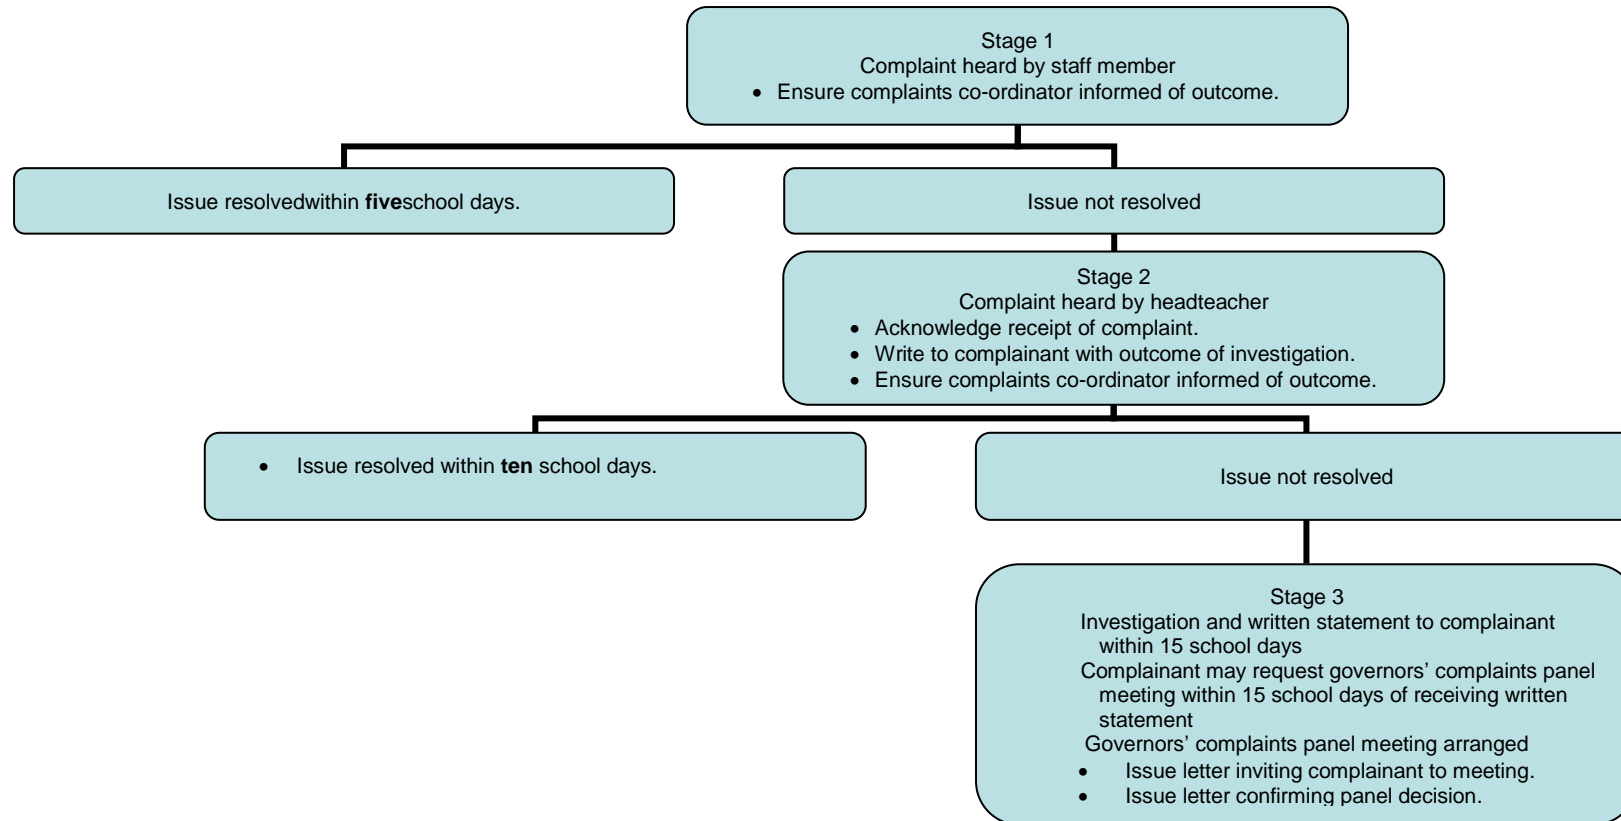 Stage 1
Complaint heard by staff member
• Ensure complaints co-ordinator informed of outcome.
Issue resolvedwithin fiveschool days.
Issue not resolved
Stage 2
Complaint heard by headteacher
• Acknowledge receipt of complaint.
• Write to complainant with outcome of investigation.
• Ensure complaints co-ordinator informed of outcome.
• Issue resolved within ten school days.
Issue not resolved
Stage 3
Investigation and written statement to complainant
within 15 school days
Complainant may request governors’ complaints panel
meeting within 15 school days of receiving written
statement
Governors’ complaints panel meeting arranged
• Issue letter inviting complainant to meeting.
• Issue letter confirming panel decision.